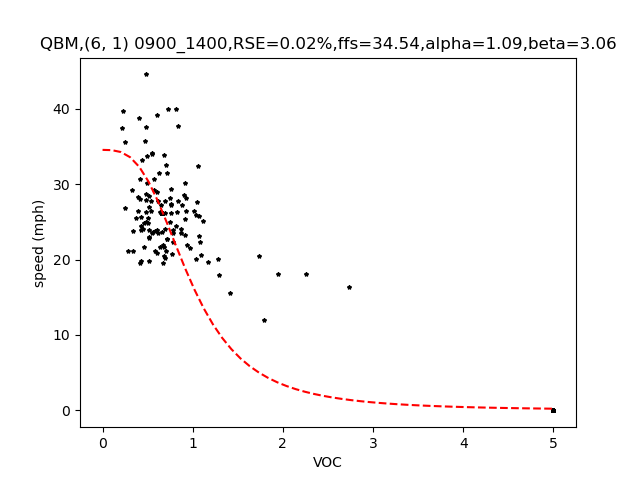 QBM,(6, 1) 0900_1400,RSE=0.02%,ffs=34.54,alpha=1.09,beta=3.06
40
30
20
10
0
speed (mph)
0 1 2 3 4 5
VOC